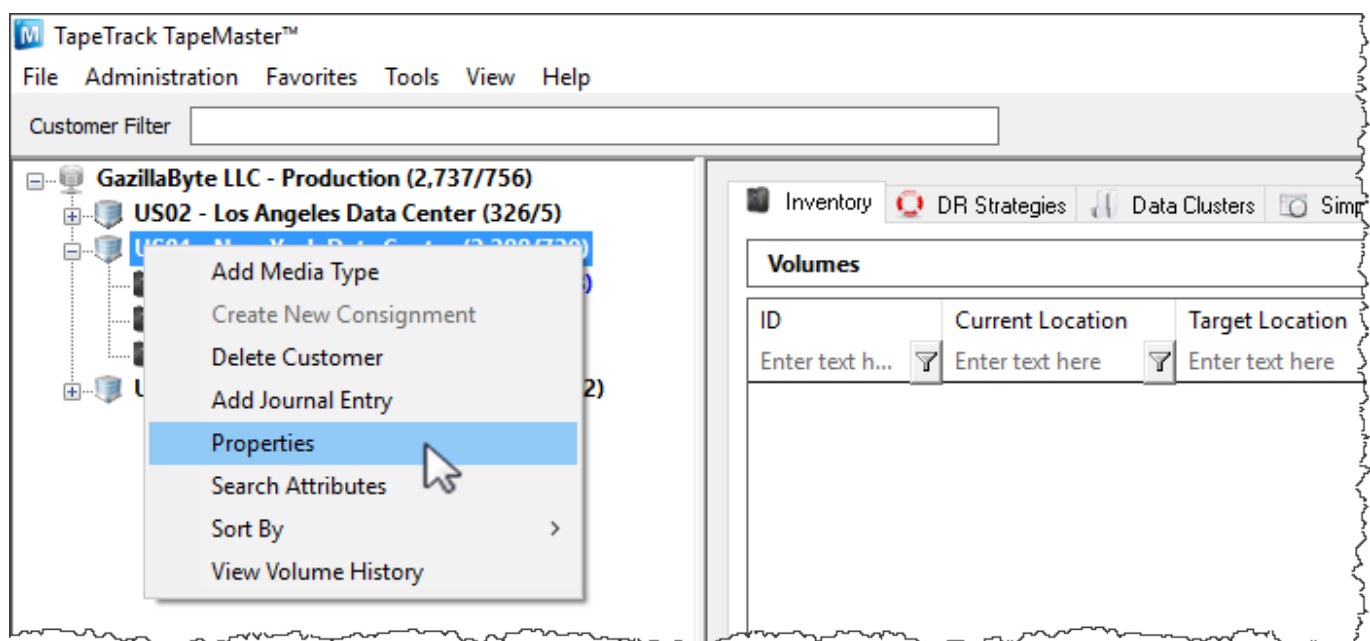 TapeTrack TapeMaster™
File Administration Favorites Tools View Help
Customer Filter
GazillaByte LLC - Production (2,737/756)
US02 - Los Angeles Data Center (326/5)
Add Media Type
Create New Consignment
Delete Customer
Add Journal Entry
Properties
Search Attributes
Sort By
View Volume History
2)
Inventory DR Strategies Data Clusters Simp
Volumes
ID Current Location Target Location
Enter text h... Enter text here Enter text here